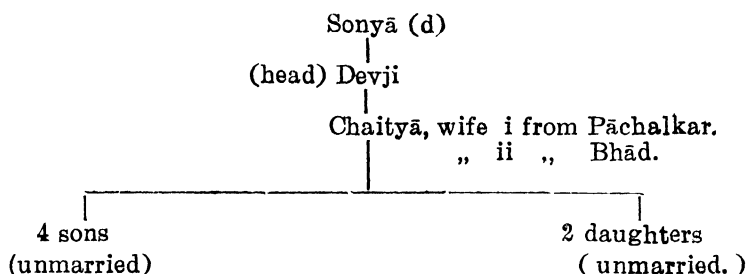 Sonyā (d)
(head) Devji
Chaityā, wife i from Pāchalkar.
„ ii „ Bhād.
4 sons 2 daughters
(unmarried) ( unmarried. )